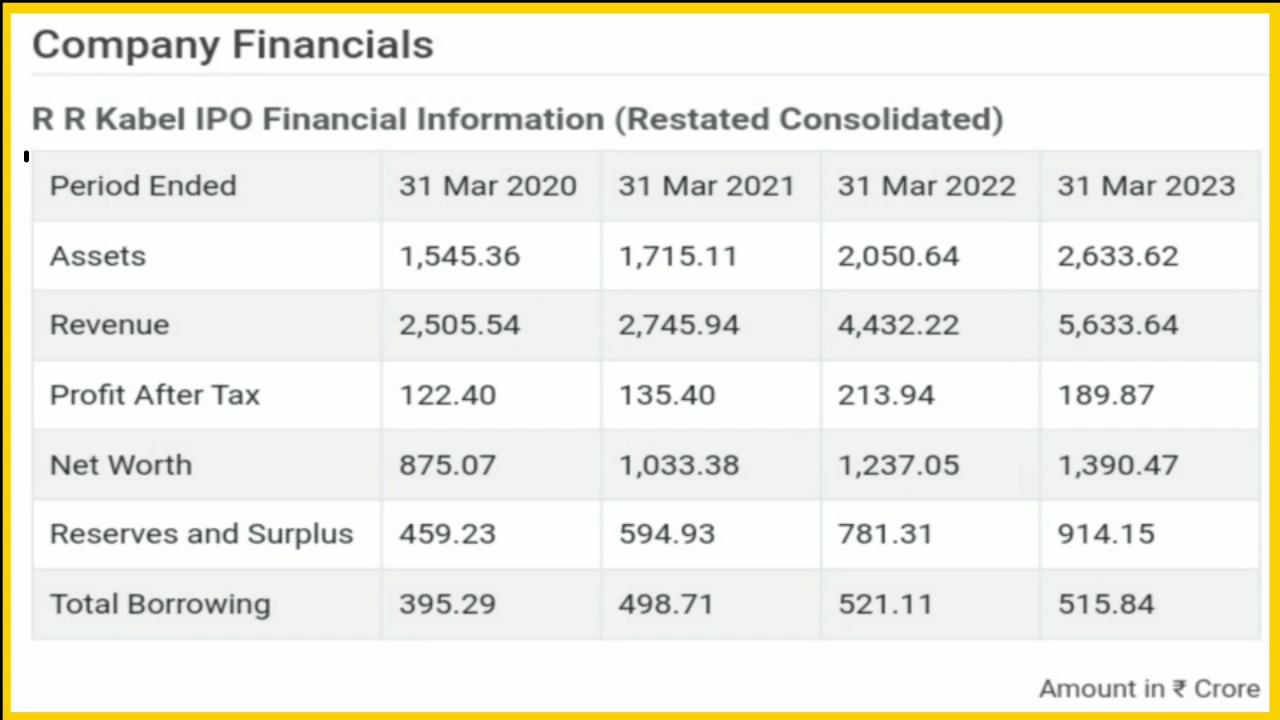 Company Financials
R R Kabel IPO Financial Information (Restated Consolidated)
Period Ended 31 Mar 2020 31 Mar 2021 31 Mar 2022 31 Mar 2023
Assets 1,545.36 1,715.11 2,050.64 2,633.62
Revenue 2,505.54 2,745.94 4,432.22 5,633.64
Profit After Tax 122.40 135.40 213.94 189.87
Net Worth 875.07 1,033.38 1,237.05 1,390.47
Reserves and Surplus 459.23 594.93 781.31 914.15
Total Borrowing 395.29 498.71 521.11 515.84
Amount in ₹ Crore